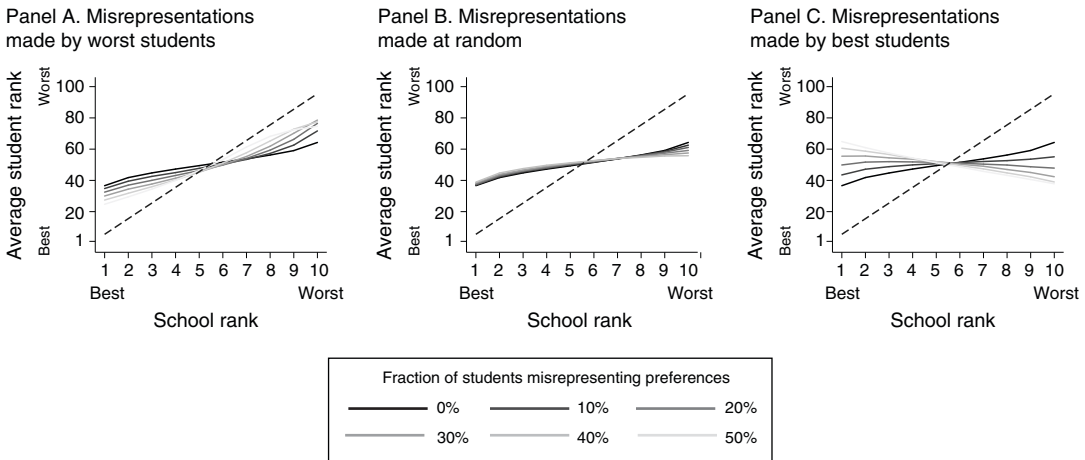 Panel A. Misrepresentations
made by worst students
Average student rank
Worst
Best
100
80
60
40
20
1
1 2 3 4 5 6 7 8 9 10
Best Worst
School rank
Panel B. Misrepresentations
made at random
Average student rank
Worst
Best
100
80
60
40
20
1
1 2 3 4 5 6 7 8 9 10
Best Worst
School rank
Panel C. Misrepresentations
made by best students
Average student rank
Worst
Best
100
80
60
40
20
1
1 2 3 4 5 6 7 8 9 10
Best Worst
School rank
Fraction of students misrepresenting preferences
0% 10% 20%
30% 40% 50%